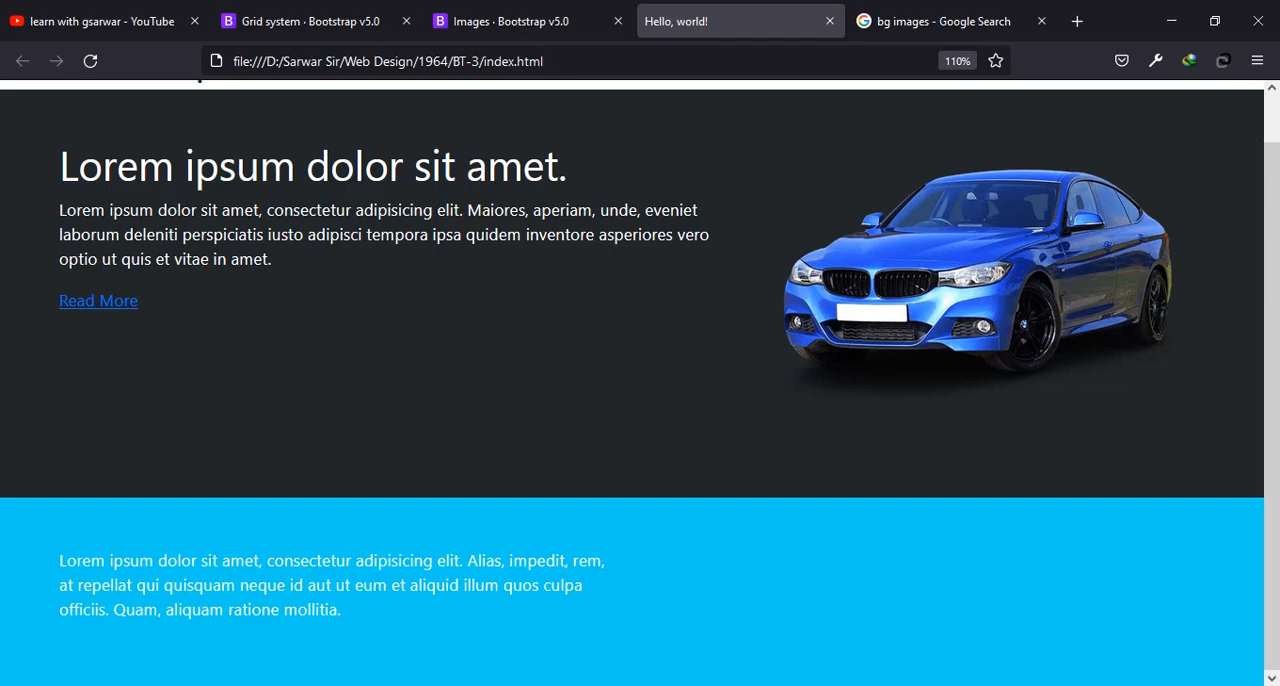 learn with gsarwar - YouTube
Grid system · Bootstrap v5.0
Images · Bootstrap v5.0
Hello, world!
bg images - Google Search
file:///D:/Sarwar Sir/Web Design/1964/BT-3/index.html
110%
Lorem ipsum dolor sit amet.
Lorem ipsum dolor sit amet, consectetur adipisicing elit. Maiores, aperiam, unde, eveniet
laborum deleniti perspiciatis iusto adipisci tempora ipsa quidem inventore asperiores vero
optio ut quis et vitae in amet.
Read More
Lorem ipsum dolor sit amet, consectetur adipisicing elit. Alias, impedit, rem,
at repellat qui quisquam neque id aut ut eum et aliquid illum quos culpa
officiis. Quam, aliquam ratione mollitia.